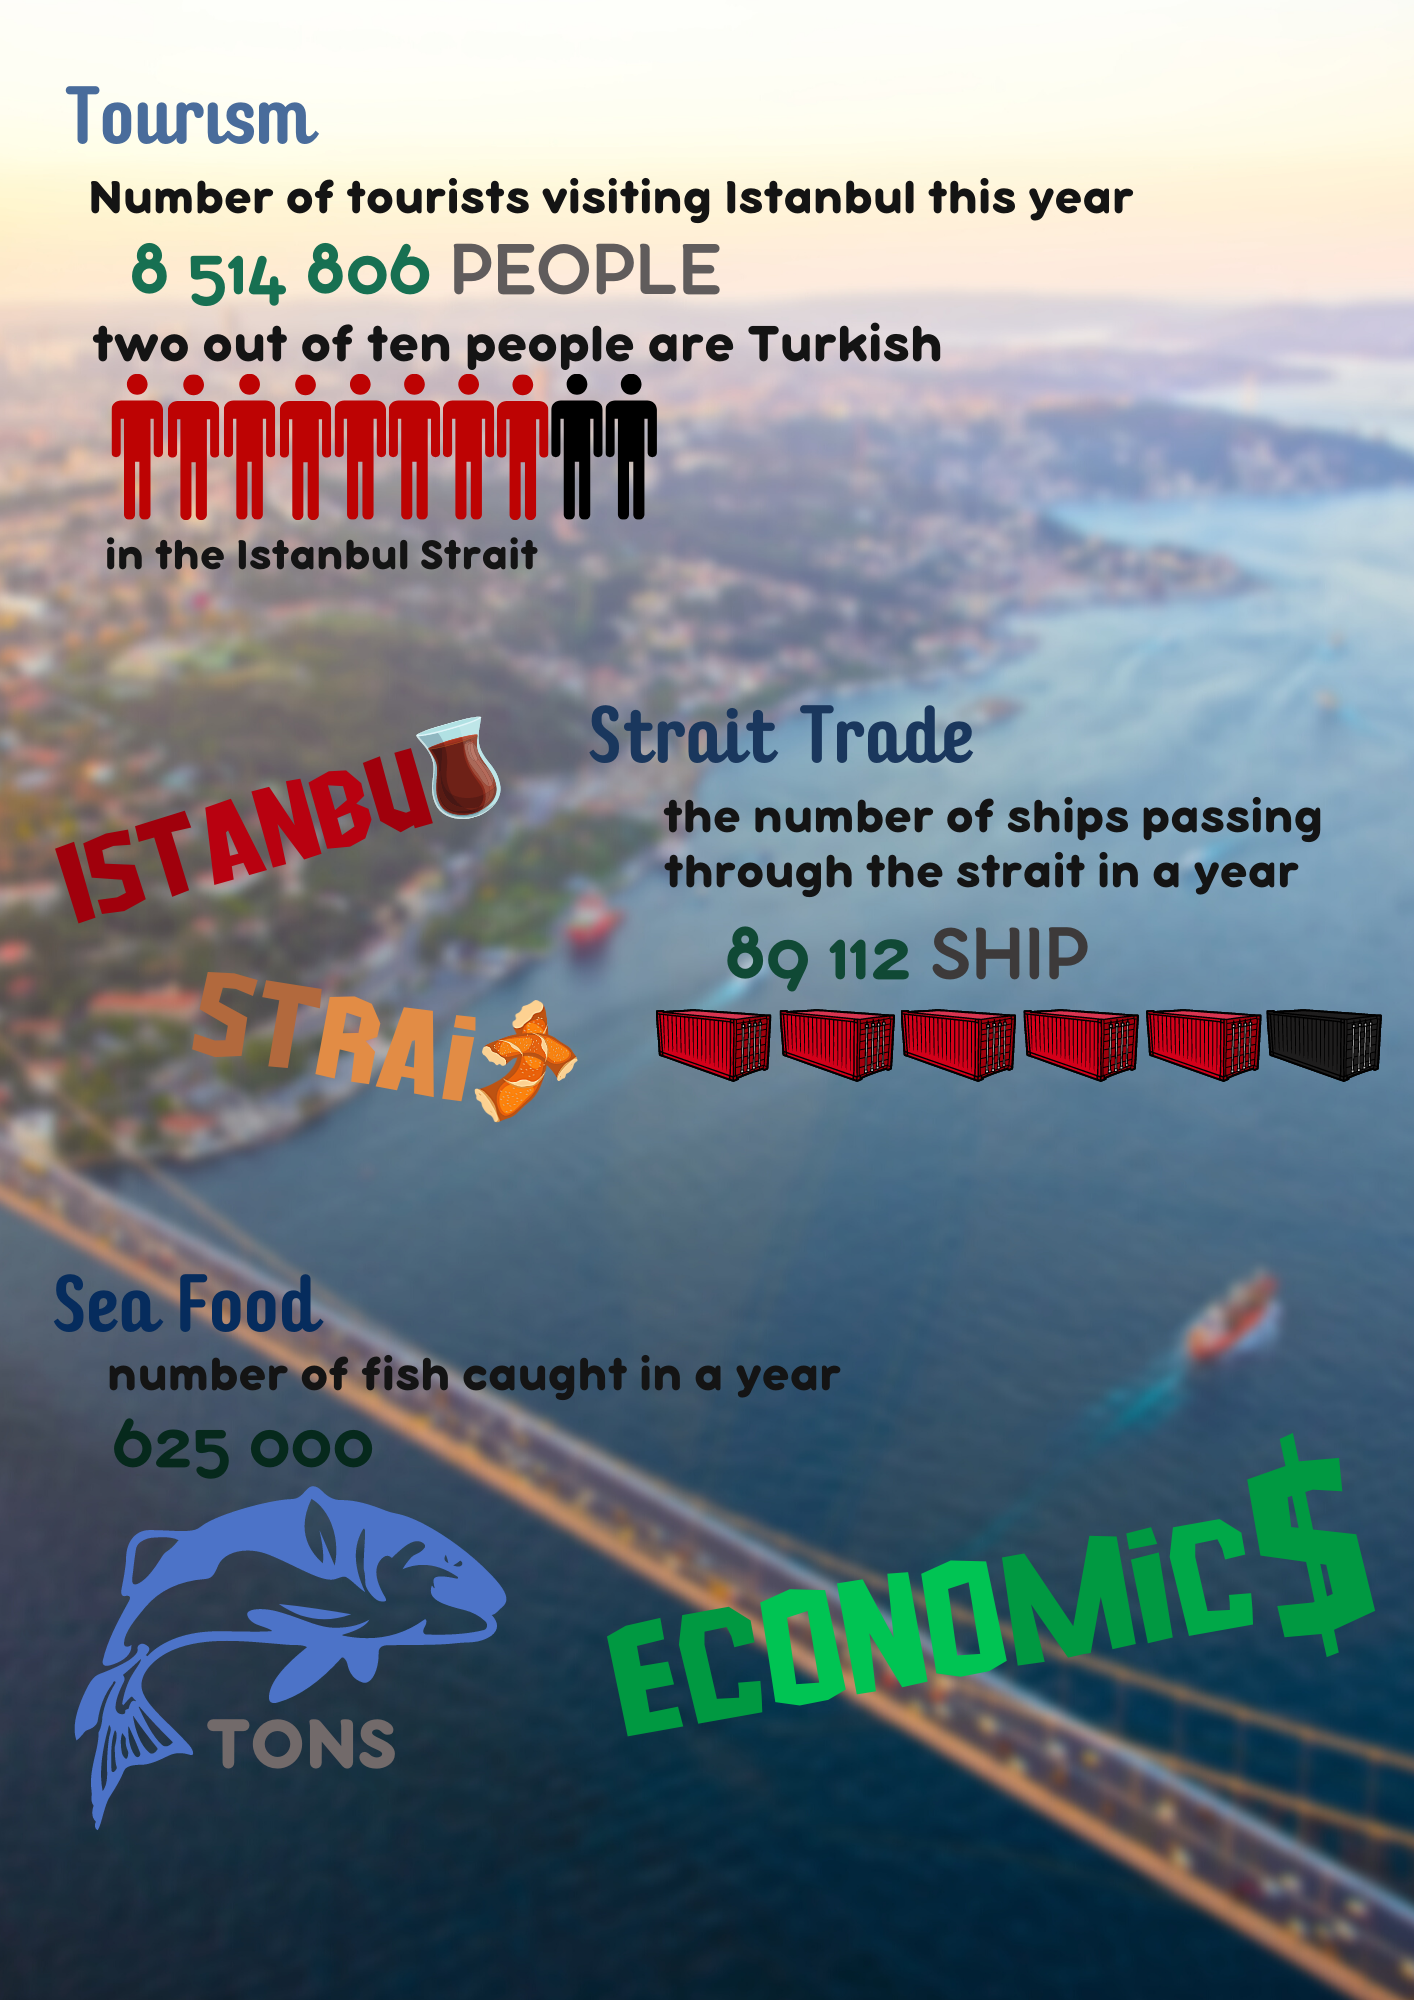 Tourısm
Number of tourists visiting Istanbul this year
8 514 806 PEOPLE
two out of ten people are Turkish
in the Istanbul Strait
ISTANBU
STRAi
Strait Trade
the number of ships passing
through the strait in a year
89 112 SHIP
Sea Food
number of fish caught in a year
625 000
TONS
ECONOMiC$